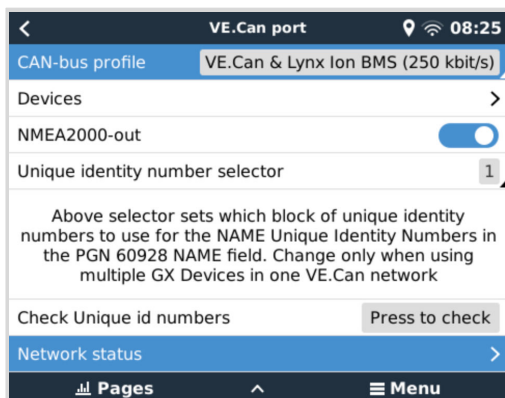 VE.Can port 08:25
CAN-bus profile VE.Can & Lynx Ion BMS (250 kbit/s)
Devices
NMEA2000-out
Unique identity number selector 1
Above selector sets which block of unique identity
numbers to use for the NAME Unique Identity Numbers in
the PGN 60928 NAME field. Change only when using
multiple GX Devices in one VE.Can network
Check Unique id numbers Press to check
Network status
Pages Menu